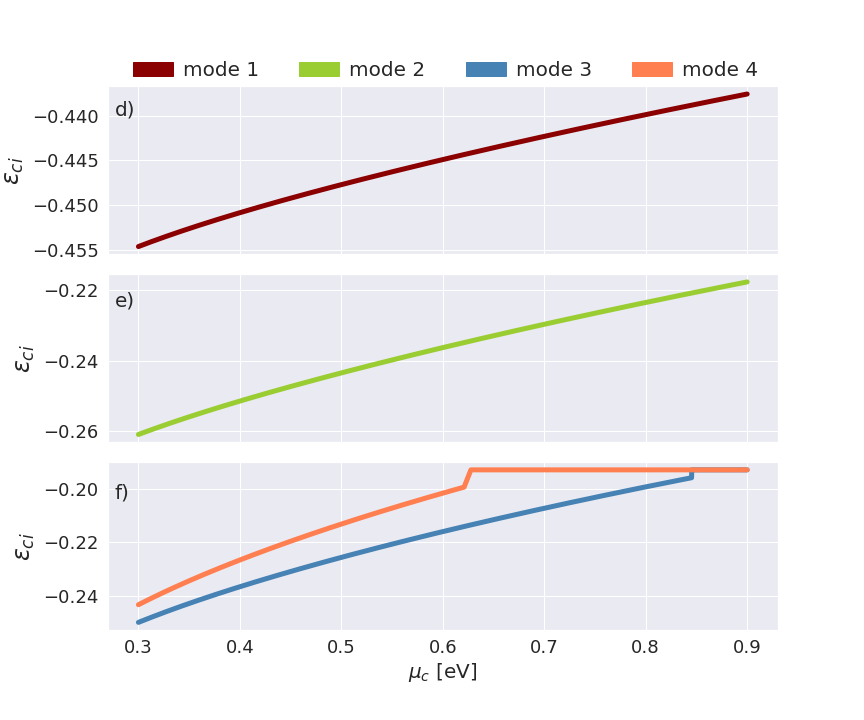 mode 1 mode 2 mode 3 mode 4
d)
−0.440
−0.445
−0.450
−0.455
ε_ci
e)
−0.22
−0.24
−0.26
ε_ci
f)
−0.20
−0.22
−0.24
ε_ci
0.3 0.4 0.5 0.6 0.7 0.8 0.9
μ_c [eV]